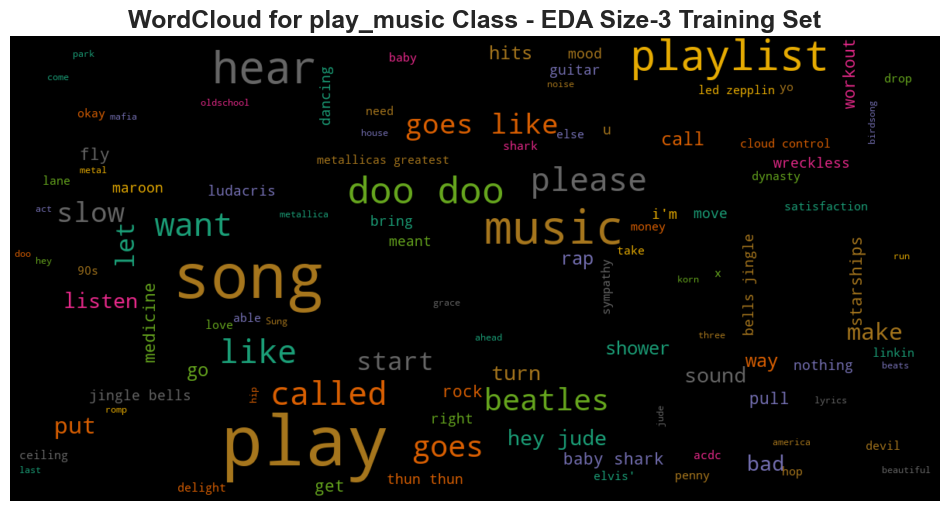 WordCloud for play_music Class - EDA Size-3 Training Set
park
come
hear
oldschool
dancing
baby
hits
mood
guitar
noise
playlist
led zepplin
yo
workout
drop
birdsong
okay
mafia
need
house
goes like
else
u
shark
call
cloud control
wreckless
dynasty
fly
metal
lane
maroon
ludacris
metallicas greatest
doo doo
please
act
slow
let
want
metallica
bring
meant
music
i'm
move
money
take
satisfaction
doo
hey
90s
song
rap
sympathy
korn
x
bells jingle
starships
run
listen
medicine
love
able
Sung
grace
ahead
three
make
linkin
beats
go
like
start
shower
sound
way
nothing
jingle bells
romp
hip
called
rock
turn
beatles
right
jude
pull
lyrics
put
play
goes
hey jude
baby shark
elvis'
acdc
penny
america
bad
hop
devil
beautiful
ceiling
last
delight
get
thun thun